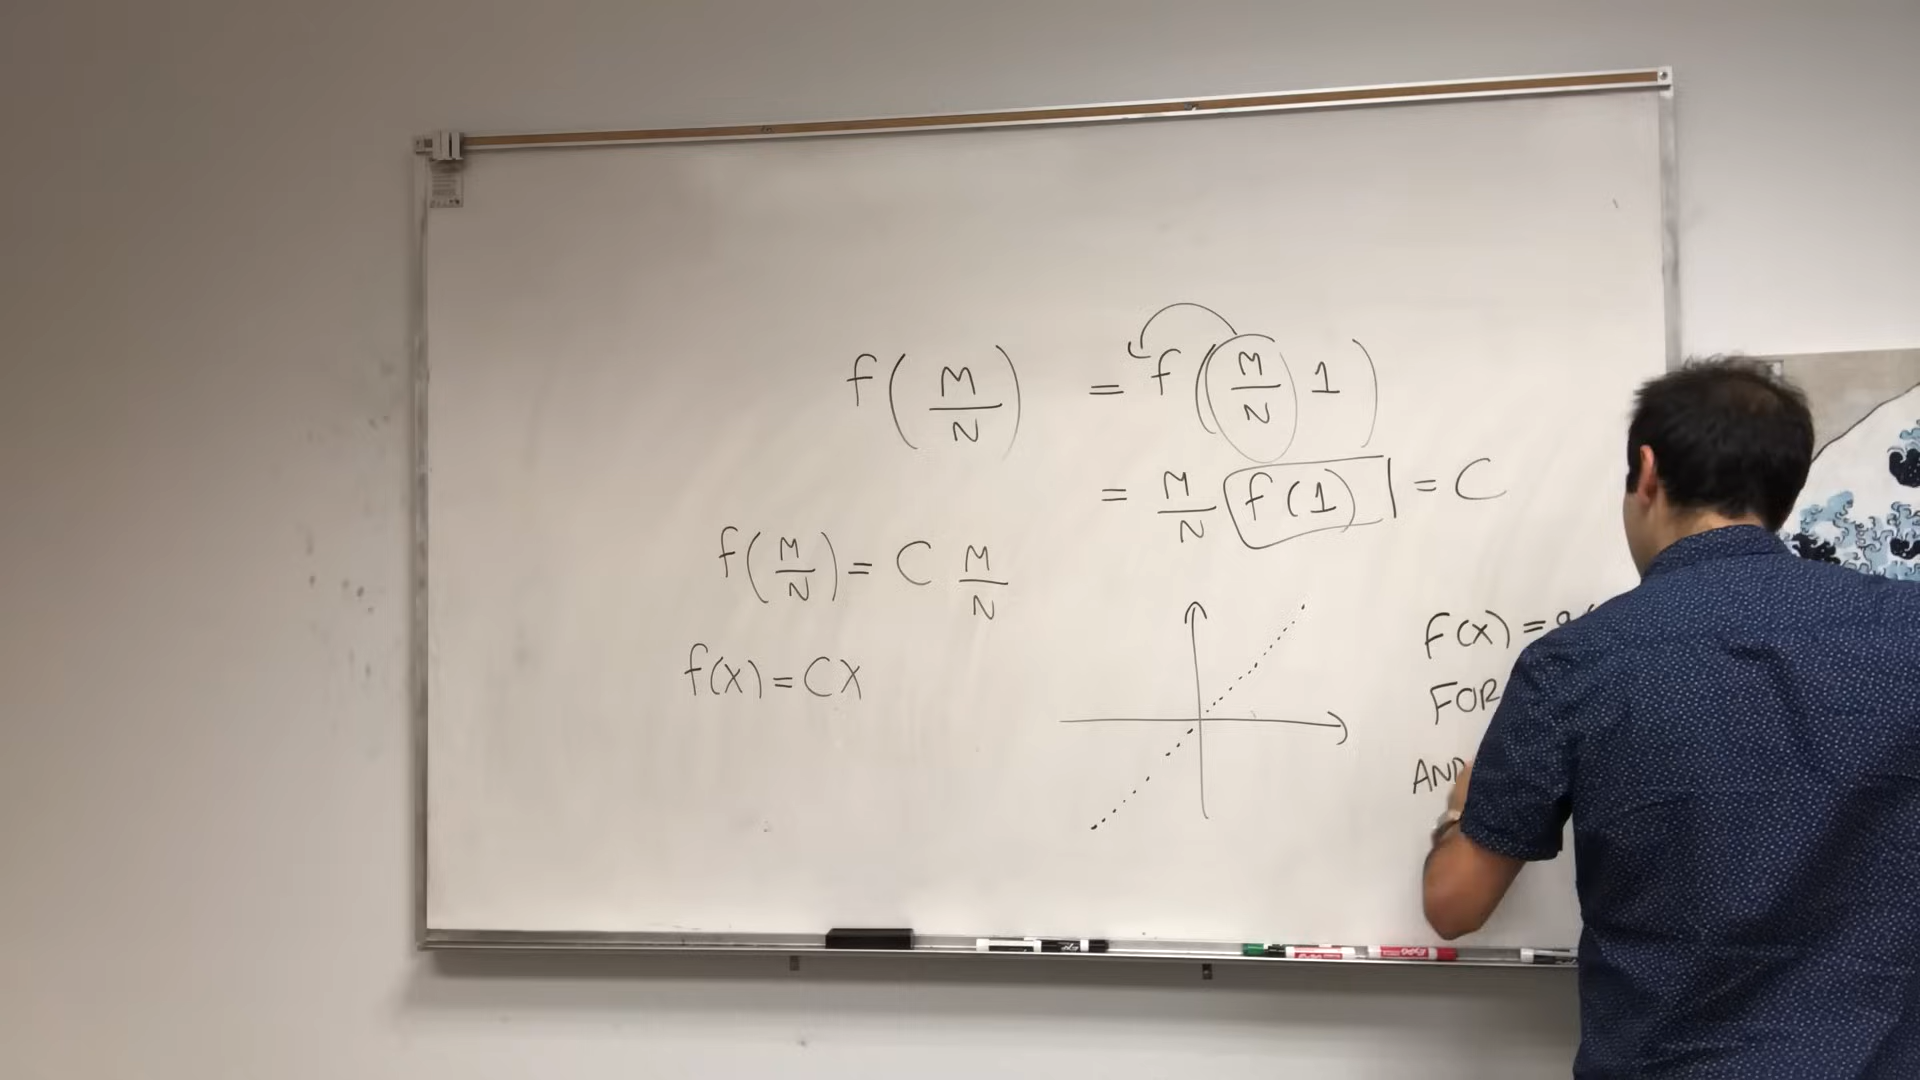 f(M/N) = f((M/N) 1)
= M/N f(1) = C
f(M/N) = C M/N
f(x) = CX
f(x) =
FOR
AND